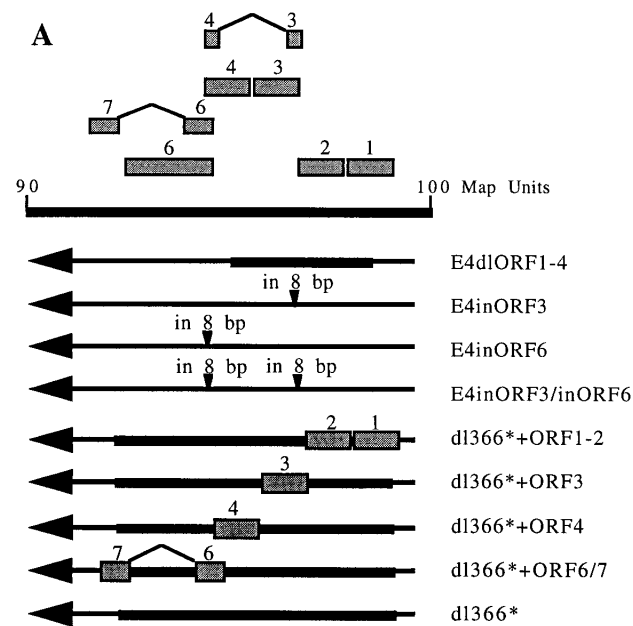 A
4 3
4 3
7 6
6 2 1
90 100 Map Units
E4dlORF1-4
in 8 bp
E4inORF3
in 8 bp
E4inORF6
in 8 bp in 8 bp
E4inORF3/inORF6
2 1
dl366*+ORF1-2
3
dl366*+ORF3
4
dl366*+ORF4
7 6
dl366*+ORF6/7
dl366*